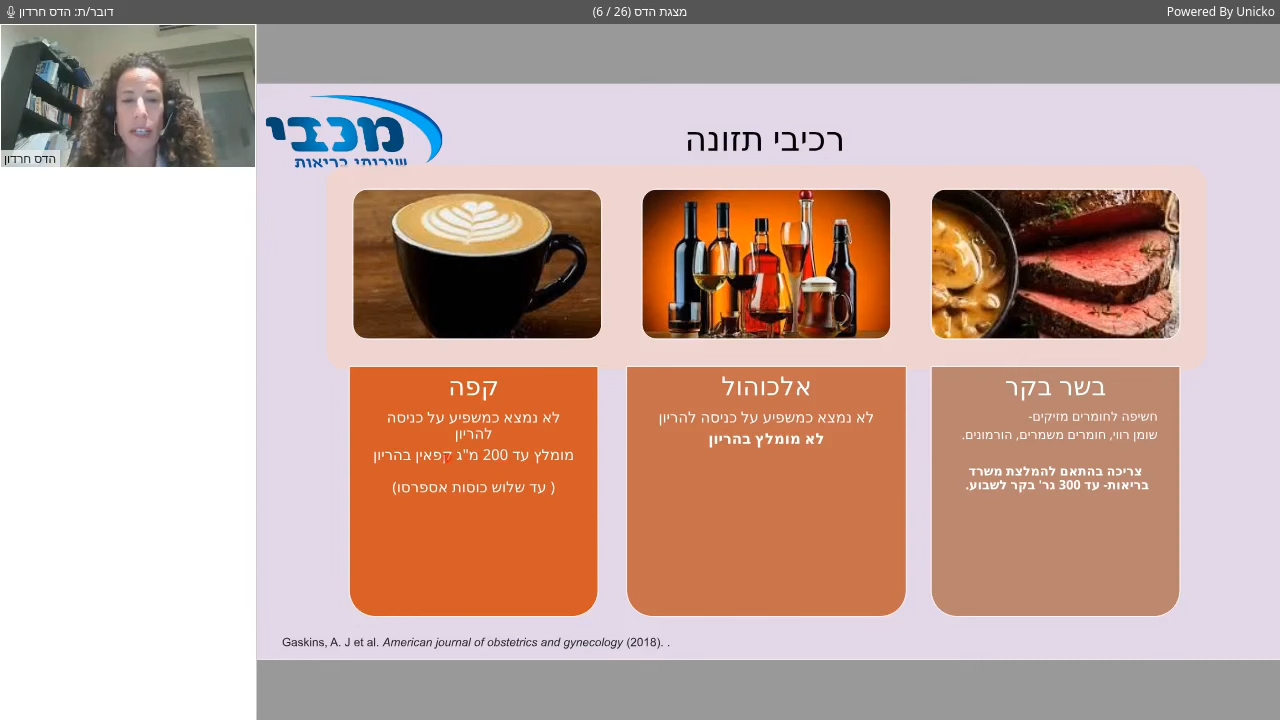 דובר/ת: הדס חרדון
מצגת הדס (26 / 6)
Powered By Unicko
הדס חרדון
מכבי
שירותי בריאות
רכיבי תזונה
בשר בקר
חשיפה לחומרים מזיקים-
שומן רווי, חומרים משמרים, הורמונים.
צריכה בהתאם להמלצת משרד
בריאות- עד 300 גר' בקר לשבוע.
אלכוהול
לא נמצא כמשפיע על כניסה להריון
לא מומלץ בהריון
קפה
לא נמצא כמשפיע על כניסה
להריון
מומלץ עד 200 מ"ג קפאין בהריון
( עד שלוש כוסות אספרסו)
Gaskins, A. J et al. American journal of obstetrics and gynecology (2018). .